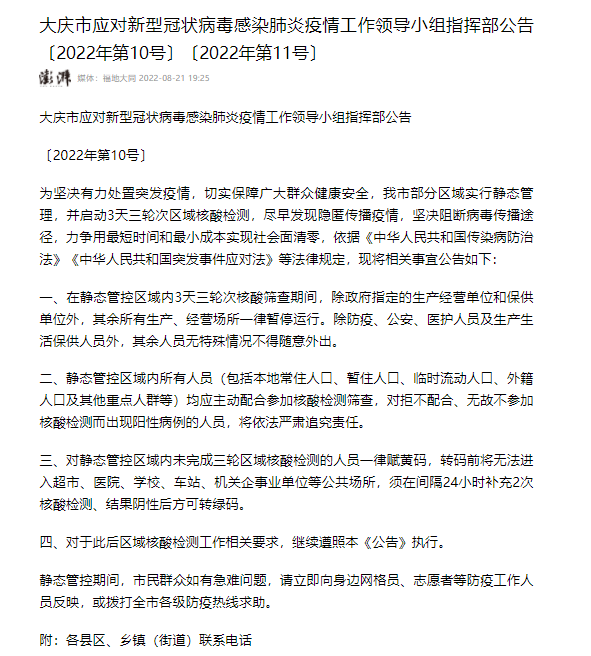 大庆市应对新型冠状病毒感染肺炎疫情工作领导小组指挥部公告
〔2022年第10号〕〔2022年第11号〕
澎湃 媒体：福地大同 2022-08-21 19:25
大庆市应对新型冠状病毒感染肺炎疫情工作领导小组指挥部公告
〔2022年第10号〕
为坚决有力处置突发疫情，切实保障广大群众健康安全，我市部分区域实行静态管
理，并启动3天三轮次区域核酸检测，尽早发现隐匿传播疫情，坚决阻断病毒传播途
径，力争用最短时间和最小成本实现社会面清零，依据《中华人民共和国传染病防治
法》《中华人民共和国突发事件应对法》等法律规定，现将相关事宜公告如下：
一、在静态管控区域内3天三轮次核酸筛查期间，除政府指定的生产经营单位和保供
单位外，其余所有生产、经营场所一律暂停运行。除防疫、公安、医护人员及生产生
活保供人员外，其余人员无特殊情况不得随意外出。
二、静态管控区域内所有人员（包括本地常住人口、暂住人口、临时流动人口、外籍
人口及其他重点人群等）均应主动配合参加核酸检测筛查，对拒不配合、无故不参加
核酸检测而出现阳性病例的人员，将依法严肃追究责任。
三、对静态管控区域内未完成三轮区域核酸检测的人员一律赋黄码，转码前将无法进
入超市、医院、学校、车站、机关企事业单位等公共场所，须在间隔24小时补充2次
核酸检测、结果阴性后方可转绿码。
四、对于此后区域核酸检测工作相关要求，继续遵照本《公告》执行。
静态管控期间，市民群众如有急难问题，请立即向身边网格员、志愿者等防疫工作人
员反映，或拨打全市各级防疫热线求助。
附：各县区、乡镇（街道）联系电话